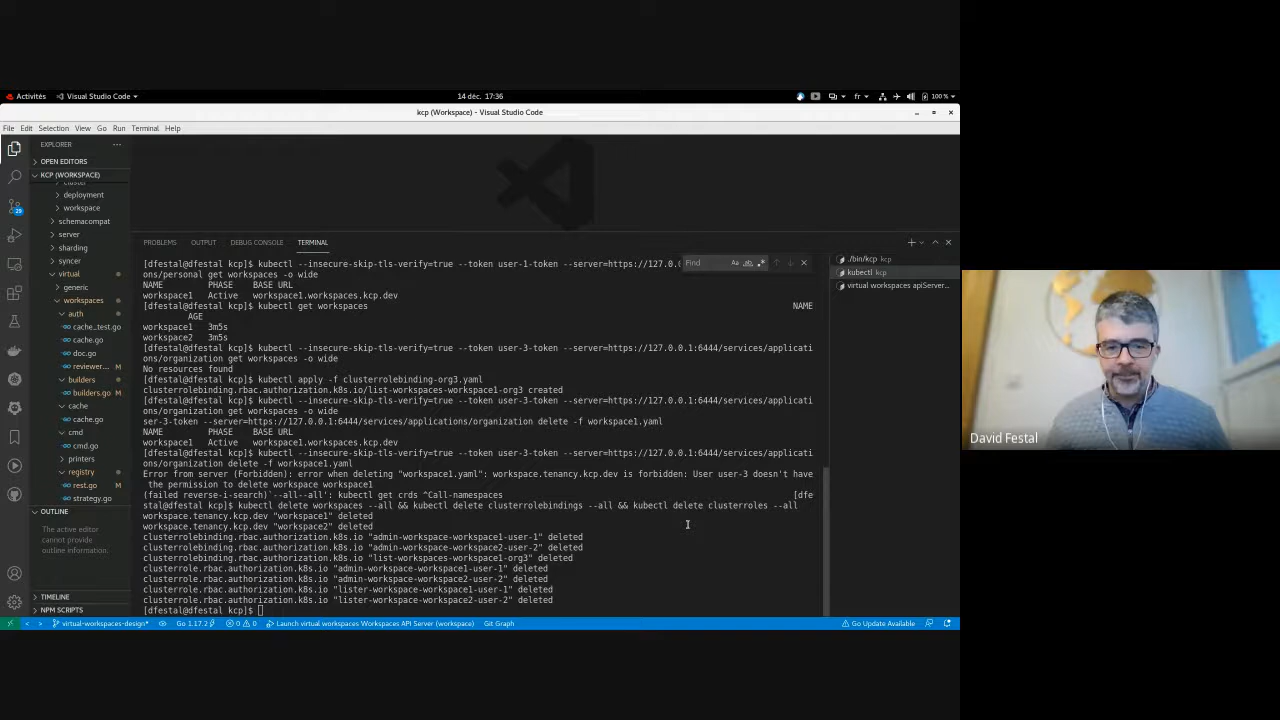 Activités
Visual Studio Code
14 déc. 17:36
fr
100 %
kcp (Workspace) - Visual Studio Code
File Edit Selection View Go Run Terminal Help
EXPLORER
OPEN EDITORS
KCP (WORKSPACE)
cluster
deployment
workspace
schemacompat
server
sharding
syncer
virtual
generic
workspaces
auth
cache_test.go
cache.go
doc.go
reviewer... M
builders
builders.go M
cache
cache.go
cmd
cmd.go
printers
registry
rest.go M
strategy.go
OUTLINE
The active editor
cannot provide
outline information.
TIMELINE
NPM SCRIPTS
29
PROBLEMS OUTPUT DEBUG CONSOLE TERMINAL
Find
Aa
./bin/kcp kcp
kubectl kcp
virtual workspaces apiServer...
[dfestal@dfestal kcp]$ kubectl --insecure-skip-tls-verify=true --token user-1-token --server=https://127.0.
ons/personal get workspaces -o wide
NAME PHASE BASE URL
workspace1 Active workspace1.workspaces.kcp.dev
[dfestal@dfestal kcp]$ kubectl get workspaces NAME
AGE
workspace1 3m5s
workspace2 3m5s
[dfestal@dfestal kcp]$ kubectl --insecure-skip-tls-verify=true --token user-3-token --server=https://127.0.0.1:6444/services/applicati
ons/organization get workspaces -o wide
No resources found
[dfestal@dfestal kcp]$ kubectl apply -f clusterrolebinding-org3.yaml
clusterrolebinding.rbac.authorization.k8s.io/list-workspaces-workspace1-org3 created
[dfestal@dfestal kcp]$ kubectl --insecure-skip-tls-verify=true --token user-3-token --server=https://127.0.0.1:6444/services/applicati
ons/organization get workspaces -o wide
ser-3-token --server=https://127.0.0.1:6444/services/applications/organization delete -f workspace1.yaml
NAME PHASE BASE URL
workspace1 Active workspace1.workspaces.kcp.dev
[dfestal@dfestal kcp]$ kubectl --insecure-skip-tls-verify=true --token user-3-token --server=https://127.0.0.1:6444/services/applicati
ons/organization delete -f workspace1.yaml
Error from server (Forbidden): error when deleting "workspace1.yaml": workspace.tenancy.kcp.dev is forbidden: User user-3 doesn't have
the permission to delete workspace workspace1
(failed reverse-i-search)`--all--all': kubectl get crds ^Call-namespaces [dfe
stal@dfestal kcp]$ kubectl delete workspaces --all && kubectl delete clusterrolebindings --all && kubectl delete clusterroles --all
workspace.tenancy.kcp.dev "workspace1" deleted
workspace.tenancy.kcp.dev "workspace2" deleted
clusterrolebinding.rbac.authorization.k8s.io "admin-workspace-workspace1-user-1" deleted
clusterrolebinding.rbac.authorization.k8s.io "admin-workspace-workspace2-user-2" deleted
clusterrolebinding.rbac.authorization.k8s.io "list-workspaces-workspace1-org3" deleted
clusterrole.rbac.authorization.k8s.io "admin-workspace-workspace1-user-1" deleted
clusterrole.rbac.authorization.k8s.io "admin-workspace-workspace2-user-2" deleted
clusterrole.rbac.authorization.k8s.io "lister-workspace-workspace1-user-1" deleted
clusterrole.rbac.authorization.k8s.io "lister-workspace-workspace2-user-2" deleted
[dfestal@dfestal kcp]$
virtual-workspaces-design* Go 1.17.2 0 0 Launch virtual workspaces Workspaces API Server (workspace) Git Graph Go Update Available
David Festal